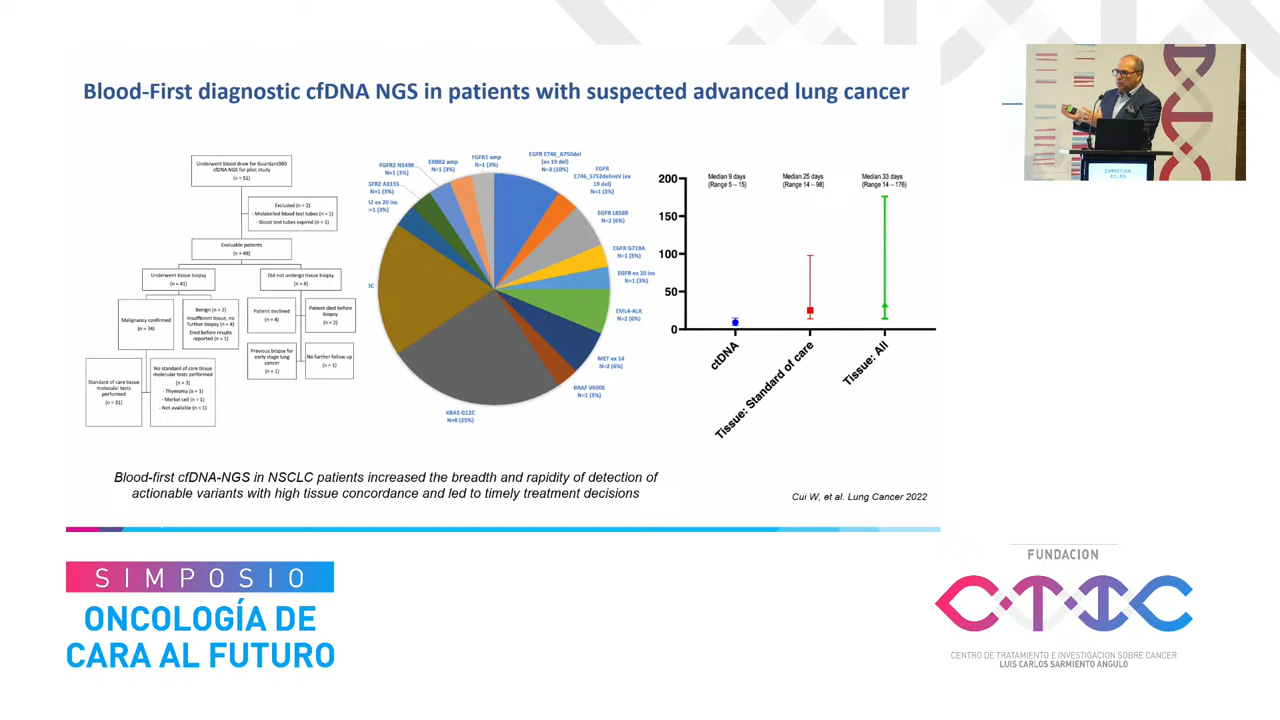 Blood-First diagnostic cfDNA NGS in patients with suspected advanced lung cancer
Underwent blood draw for Guardant360
cfDNA NGS for pilot study
(n = 51)
Excluded (n = 2)
- Mislabelled blood test tubes (n = 1)
- Blood test tubes expired (n = 1)
Evaluable patients
(n = 49)
Underwent tissue biopsy
(n = 41)
Did not undergo tissue biopsy
(n = 8)
Malignancy confirmed
(n = 34)
Benign (n = 2)
Insufficient tissue, no
further biopsy (n = 4)
Died before results
reported (n = 1)
Patient declined
(n = 4)
Patient died before
biopsy
(n = 2)
Previous biopsy for
early stage lung
cancer
(n = 1)
No further follow up
(n = 1)
Standard of care tissue
molecular tests
performed
(n = 31)
No standard of care tissue
molecular tests performed
(n = 3)
- Thymoma (n = 1)
- Merkel cell (n = 1)
- Not available (n = 1)
FGFR1 amp
N=1 (3%)
ERBB2 amp
N=1 (3%)
FGFR2 N549K
N=1 (3%)
GFR2 A315S
N=1 (3%)
2 ex 20 ins
=1 (3%)
C
EGFR E746_A750del
(ex 19 del)
N=3 (10%)
EGFR
E746_S752delinsV (ex
19 del)
N=1 (3%)
EGFR L858R
N=2 (6%)
EGFR G719A
N=1 (3%)
EGFR ex 20 ins
N=1 (3%)
EML4-ALK
N=2 (6%)
MET ex 14
N=2 (6%)
BRAF V600E
N=1 (3%)
KRAS G12C
N=8 (25%)
Median 9 days
(Range 5 – 15)
Median 25 days
(Range 14 – 98)
Median 33 days
(Range 14 – 176)
200
150
100
50
0
ctDNA
Tissue: Standard of care
Tissue: All
Blood-first cfDNA-NGS in NSCLC patients increased the breadth and rapidity of detection of
actionable variants with high tissue concordance and led to timely treatment decisions
Cui W, et al. Lung Cancer 2022
CHRISTIAN
ROLFO
SIMPOSIO
ONCOLOGÍA DE
CARA AL FUTURO
FUNDACION
CTIC
CENTRO DE TRATAMIENTO E INVESTIGACION SOBRE CANCER
LUIS CARLOS SARMIENTO ANGULO